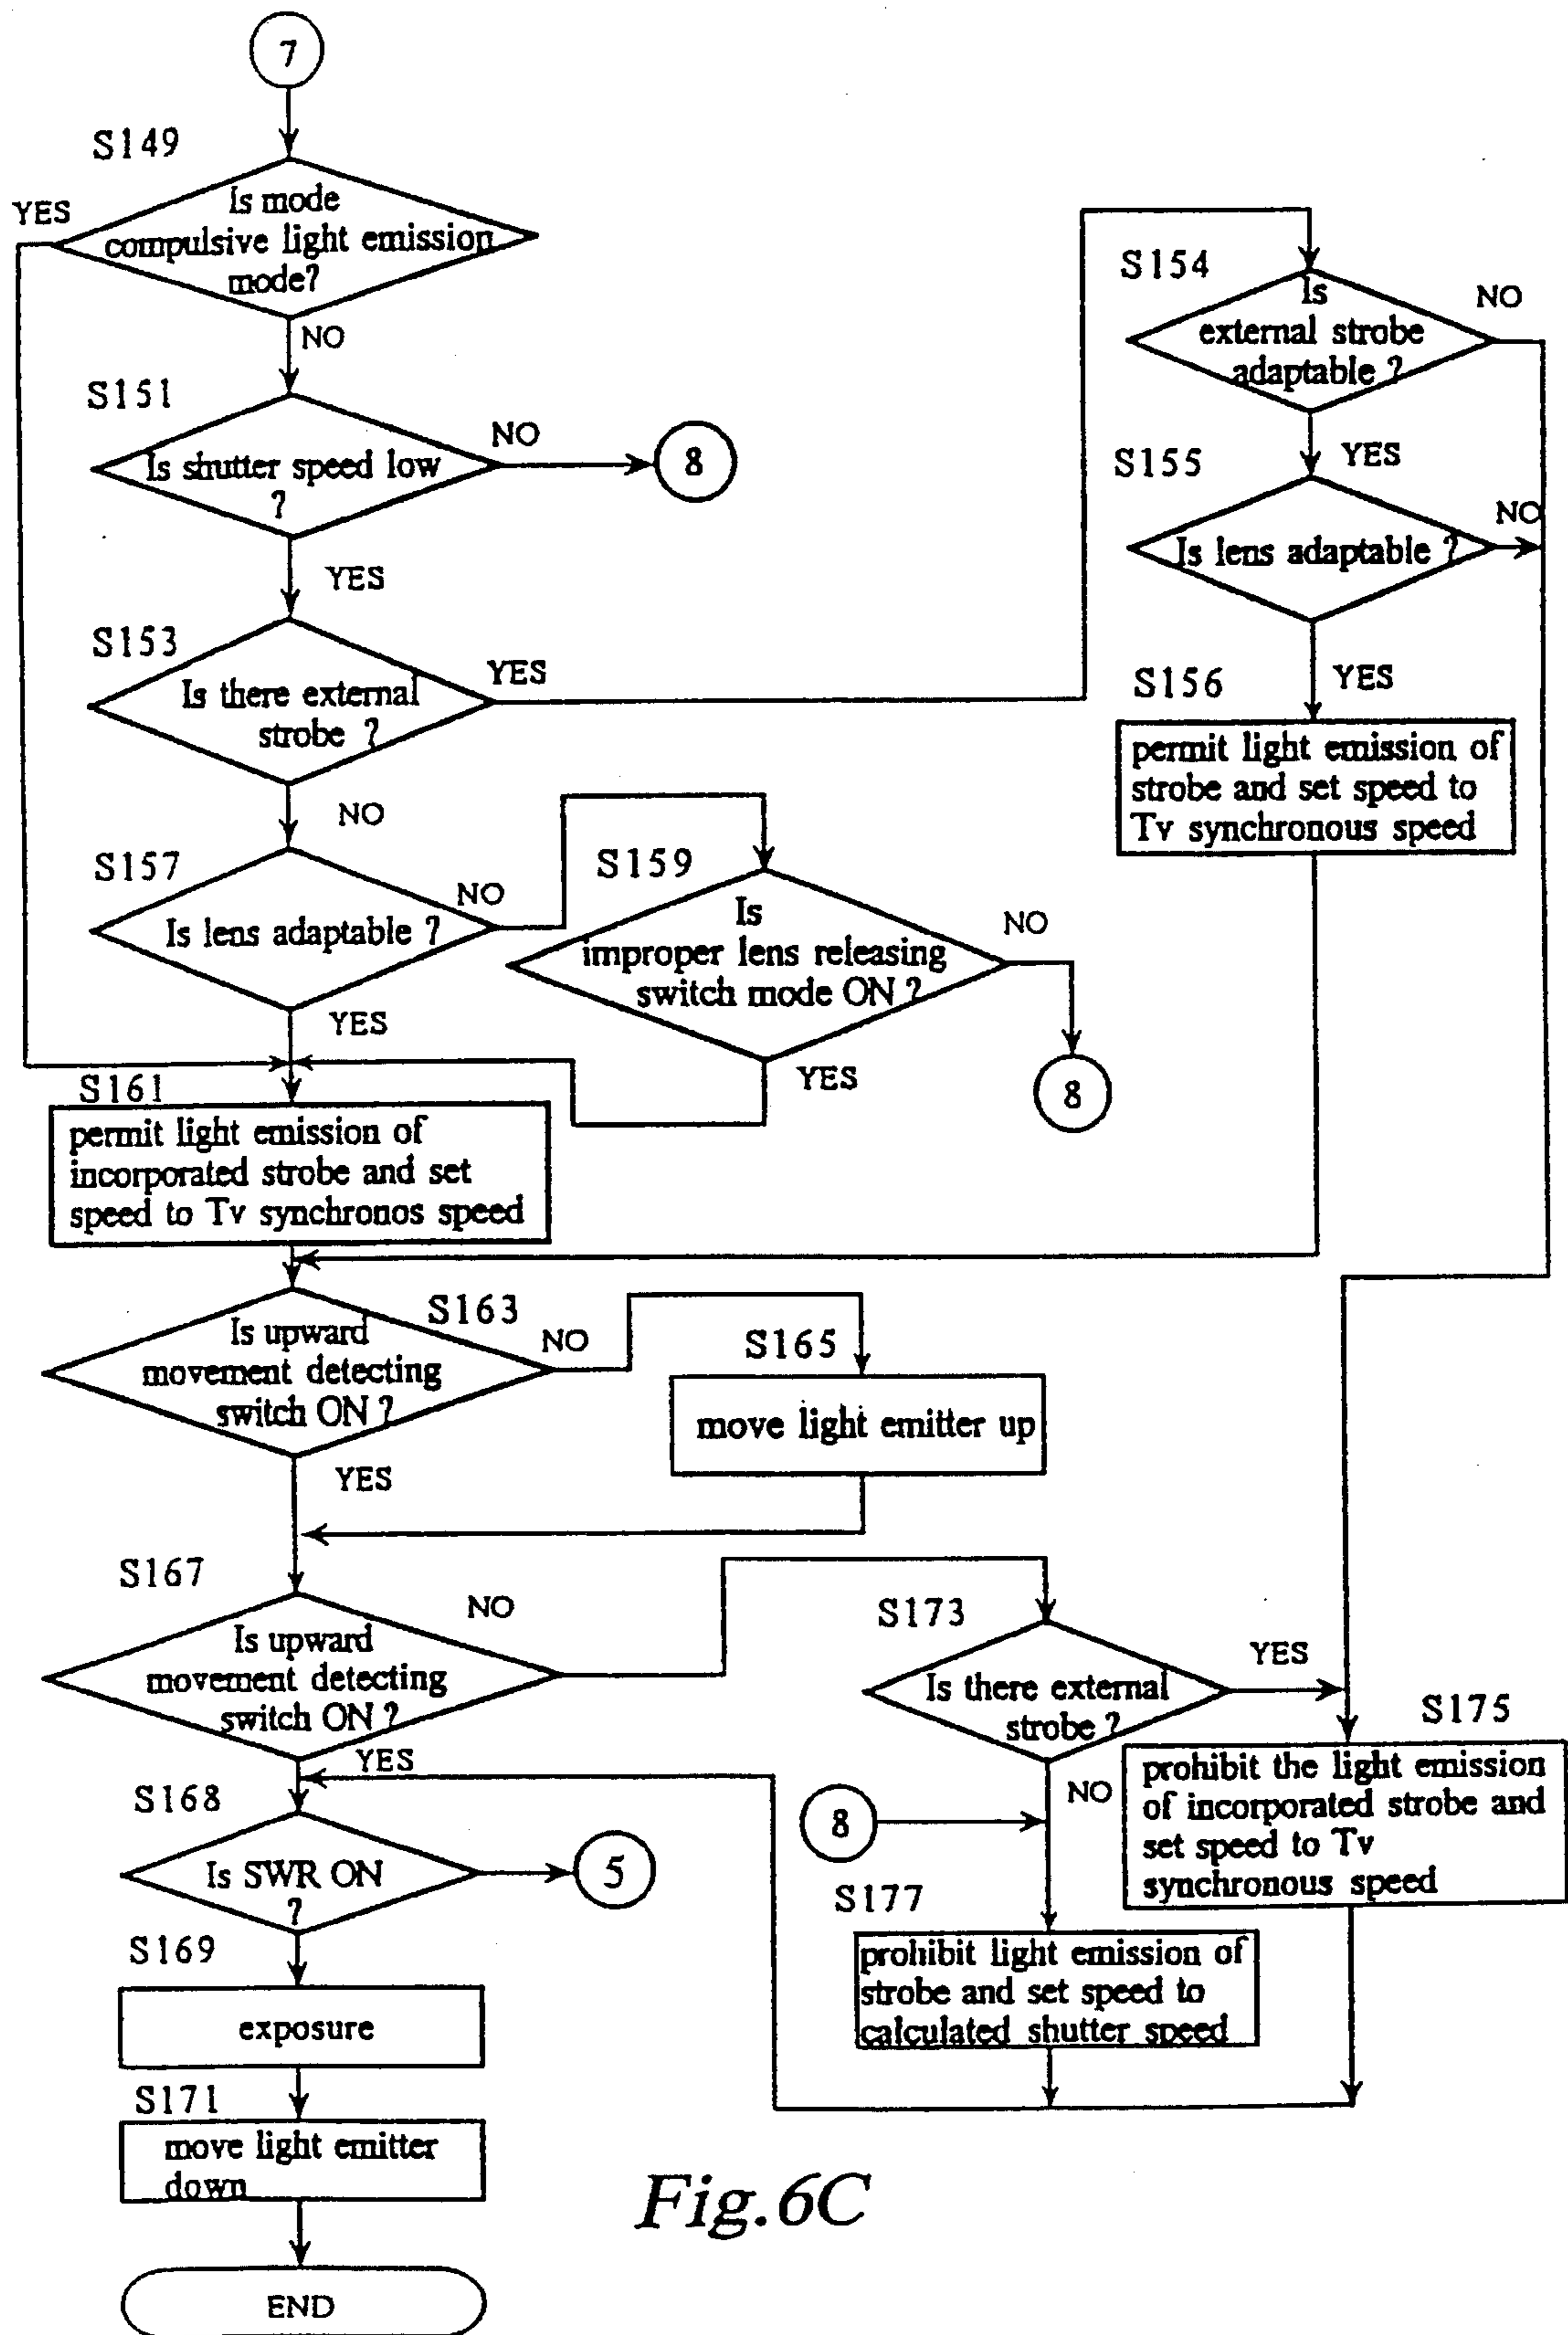 7
S149
YES
Is mode
compulsive light emission
mode?
NO
S151
Is shutter speed low
?
NO
8
YES
S153
Is there external
strobe ?
YES
NO
S154
Is
external strobe
adaptable ?
NO
YES
S155
Is lens adaptable ?
NO
YES
S156
permit light emission of
strobe and set speed to
Tv synchronous speed
S157
Is lens adaptable ?
NO
YES
S159
Is
improper lens releasing
switch mode ON ?
NO
8
YES
S161
permit light emission of
incorporated strobe and set
speed to Tv synchronos speed
S163
Is upward
movement detecting
switch ON ?
NO
YES
S165
move light emitter up
S167
Is upward
movement detecting
switch ON ?
NO
YES
S173
Is there external
strobe ?
YES
NO
S175
prohibit the light emission
of incorporated strobe and
set speed to Tv
synchronous speed
8
S177
prohibit light emission of
strobe and set speed to
calculated shutter speed
S168
Is SWR ON
?
5
S169
exposure
S171
move light emitter
down
END
Fig.6C